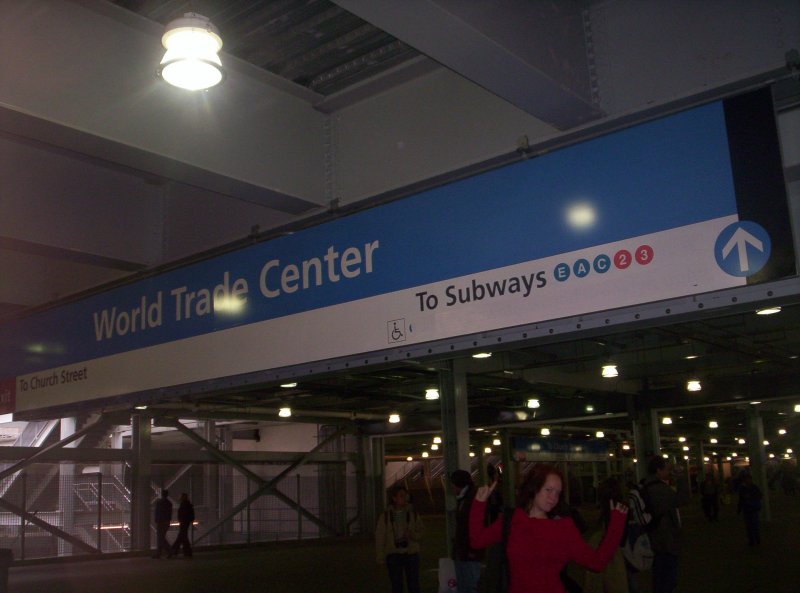 World Trade Center
To Subways E A C 2 3
To Church Street